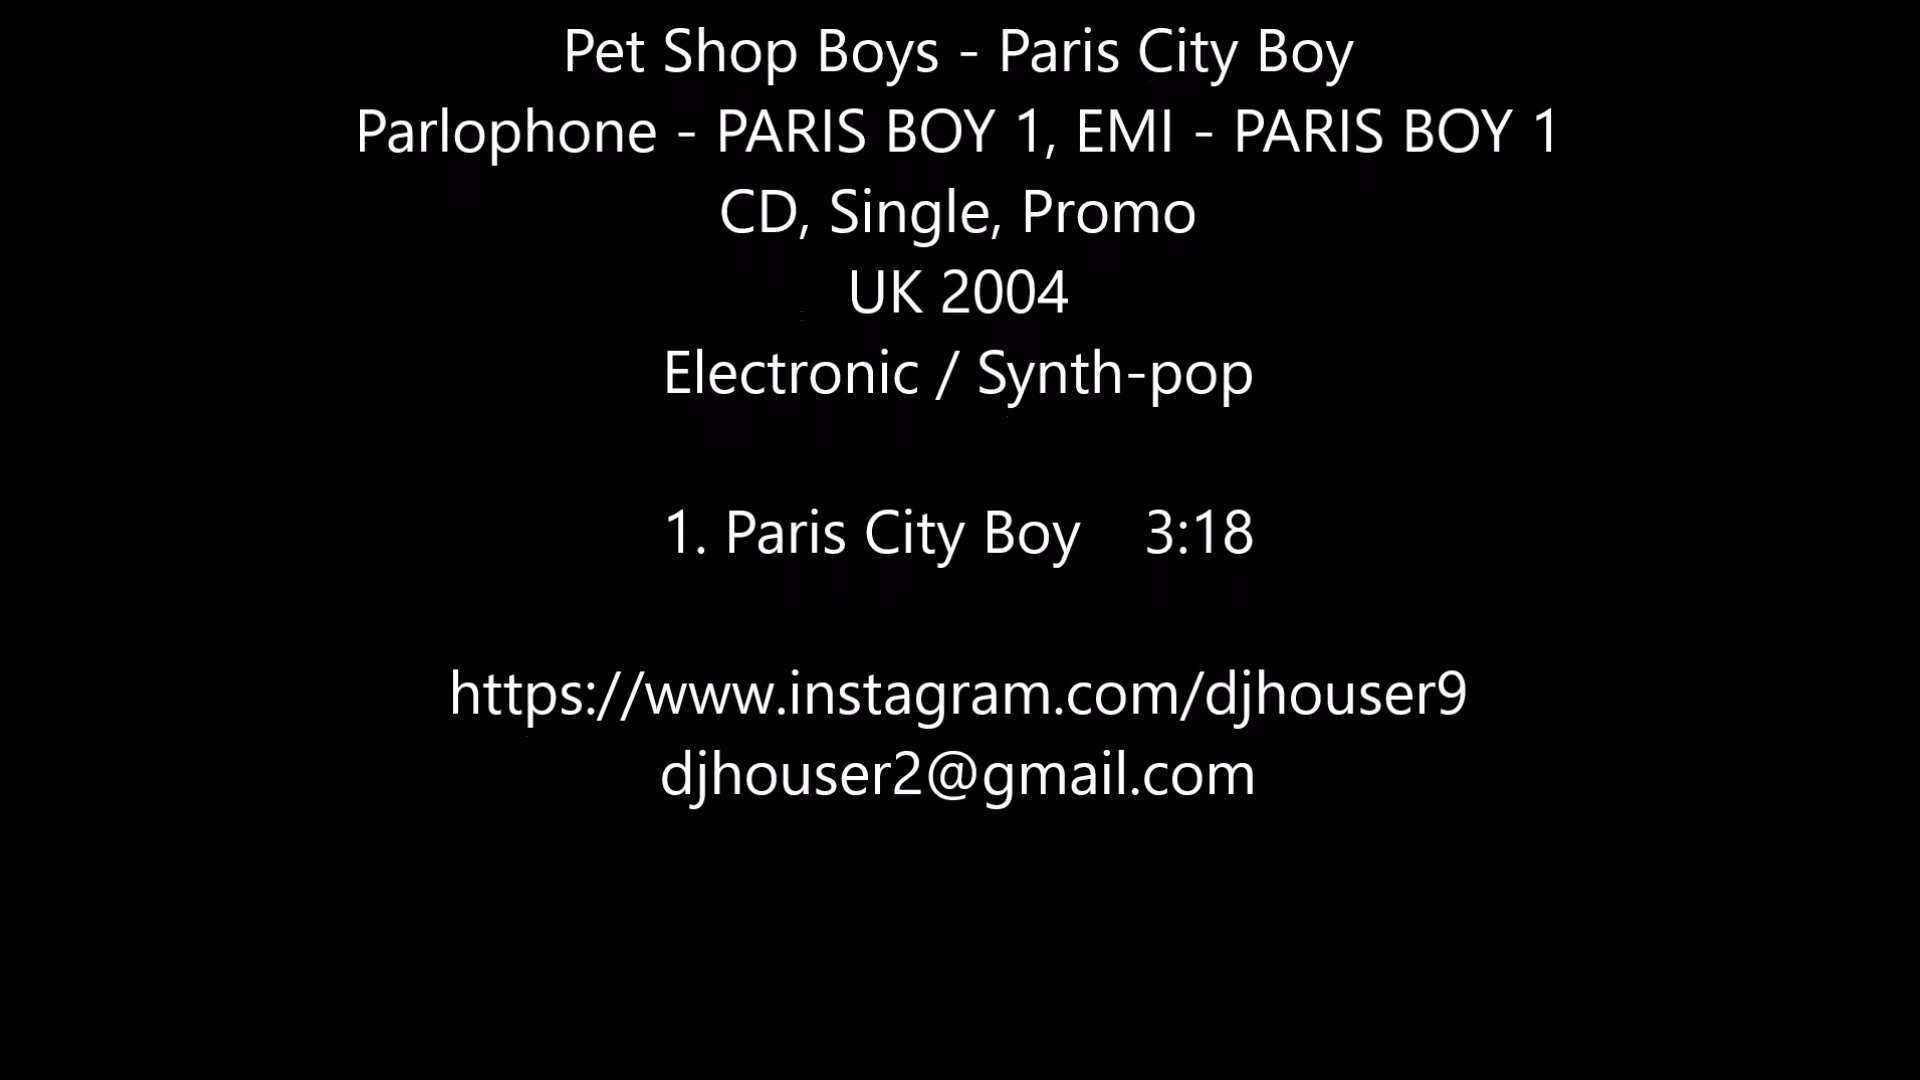 Pet Shop Boys - Paris City Boy
Parlophone - PARIS BOY 1, EMI - PARIS BOY 1
CD, Single, Promo
UK 2004
Electronic / Synth-pop
1. Paris City Boy    3:18
https://www.instagram.com/djhouser9
djhouser2@gmail.com